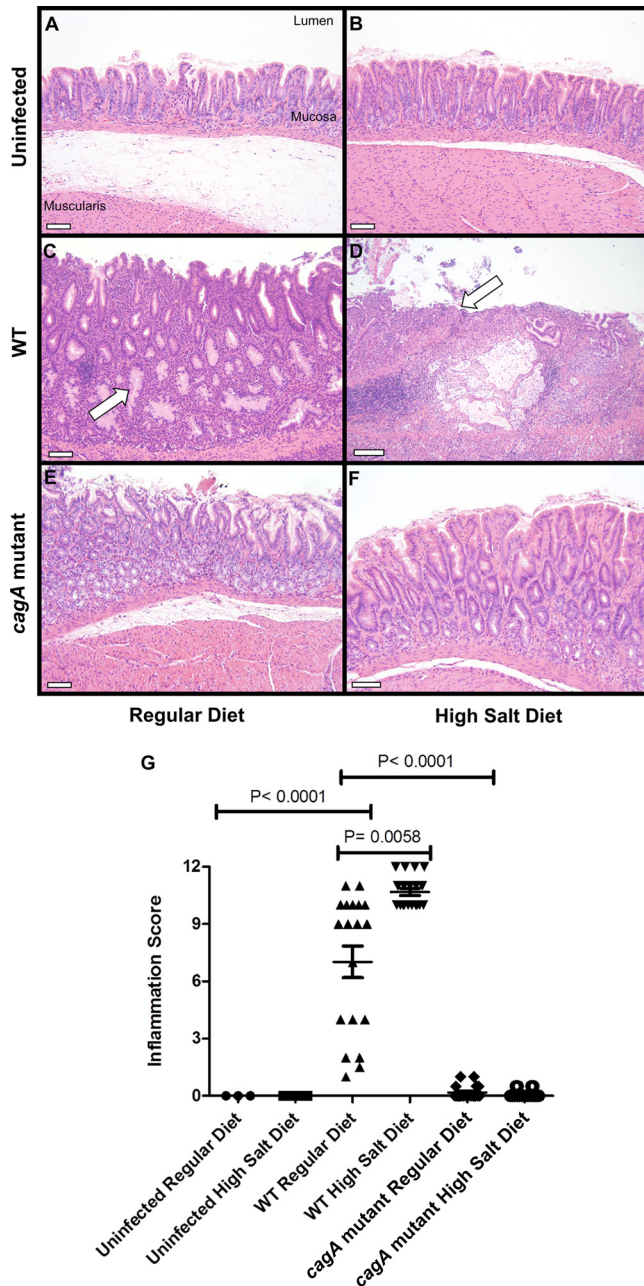 A
Lumen
B
Uninfected
Mucosa
Muscularis
C
D
WT
E
F
cagA mutant
Regular Diet
High Salt Diet
G
P< 0.0001
P< 0.0001
P= 0.0058
12
9
6
3
0
Inflammation Score
Uninfected Regular Diet
Uninfected High Salt Diet
WT Regular Diet
WT High Salt Diet
cagA mutant Regular Diet
cagA mutant High Salt Diet